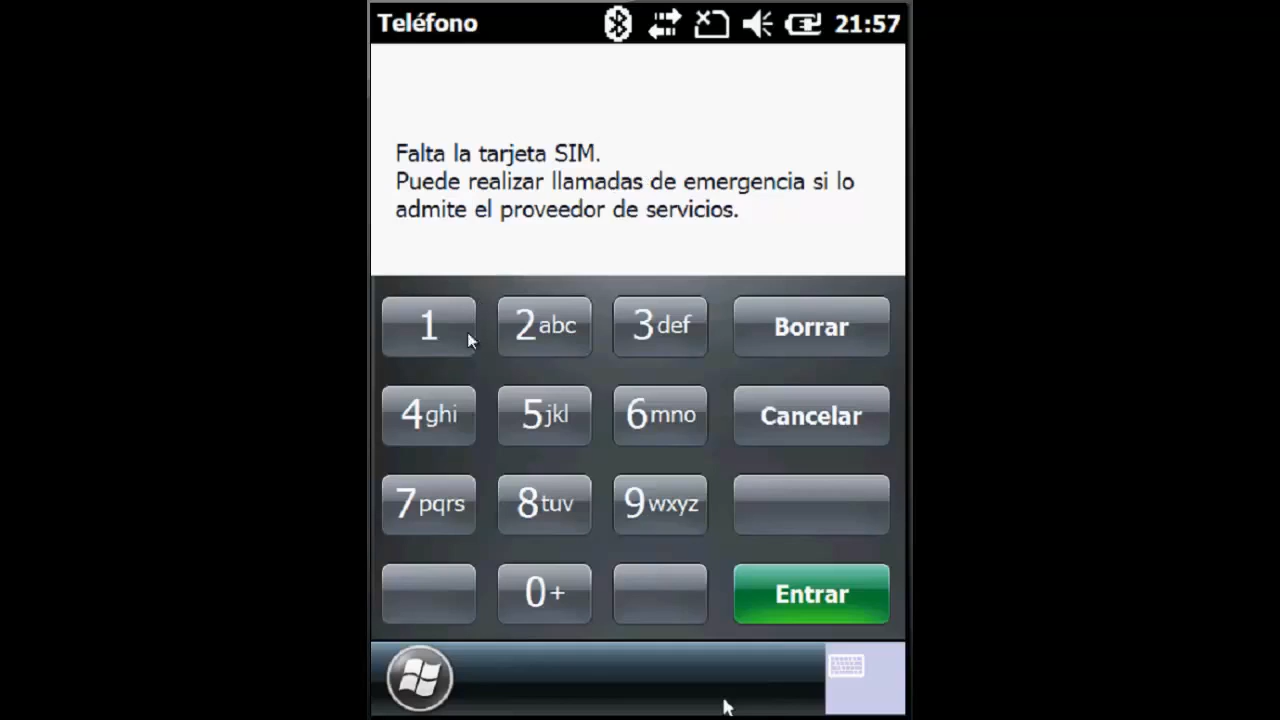 Teléfono 21:57
Falta la tarjeta SIM.
Puede realizar llamadas de emergencia si lo
admite el proveedor de servicios.
1 2abc 3def Borrar
4ghi 5jkl 6mno Cancelar
7pqrs 8tuv 9wxyz
0+ Entrar